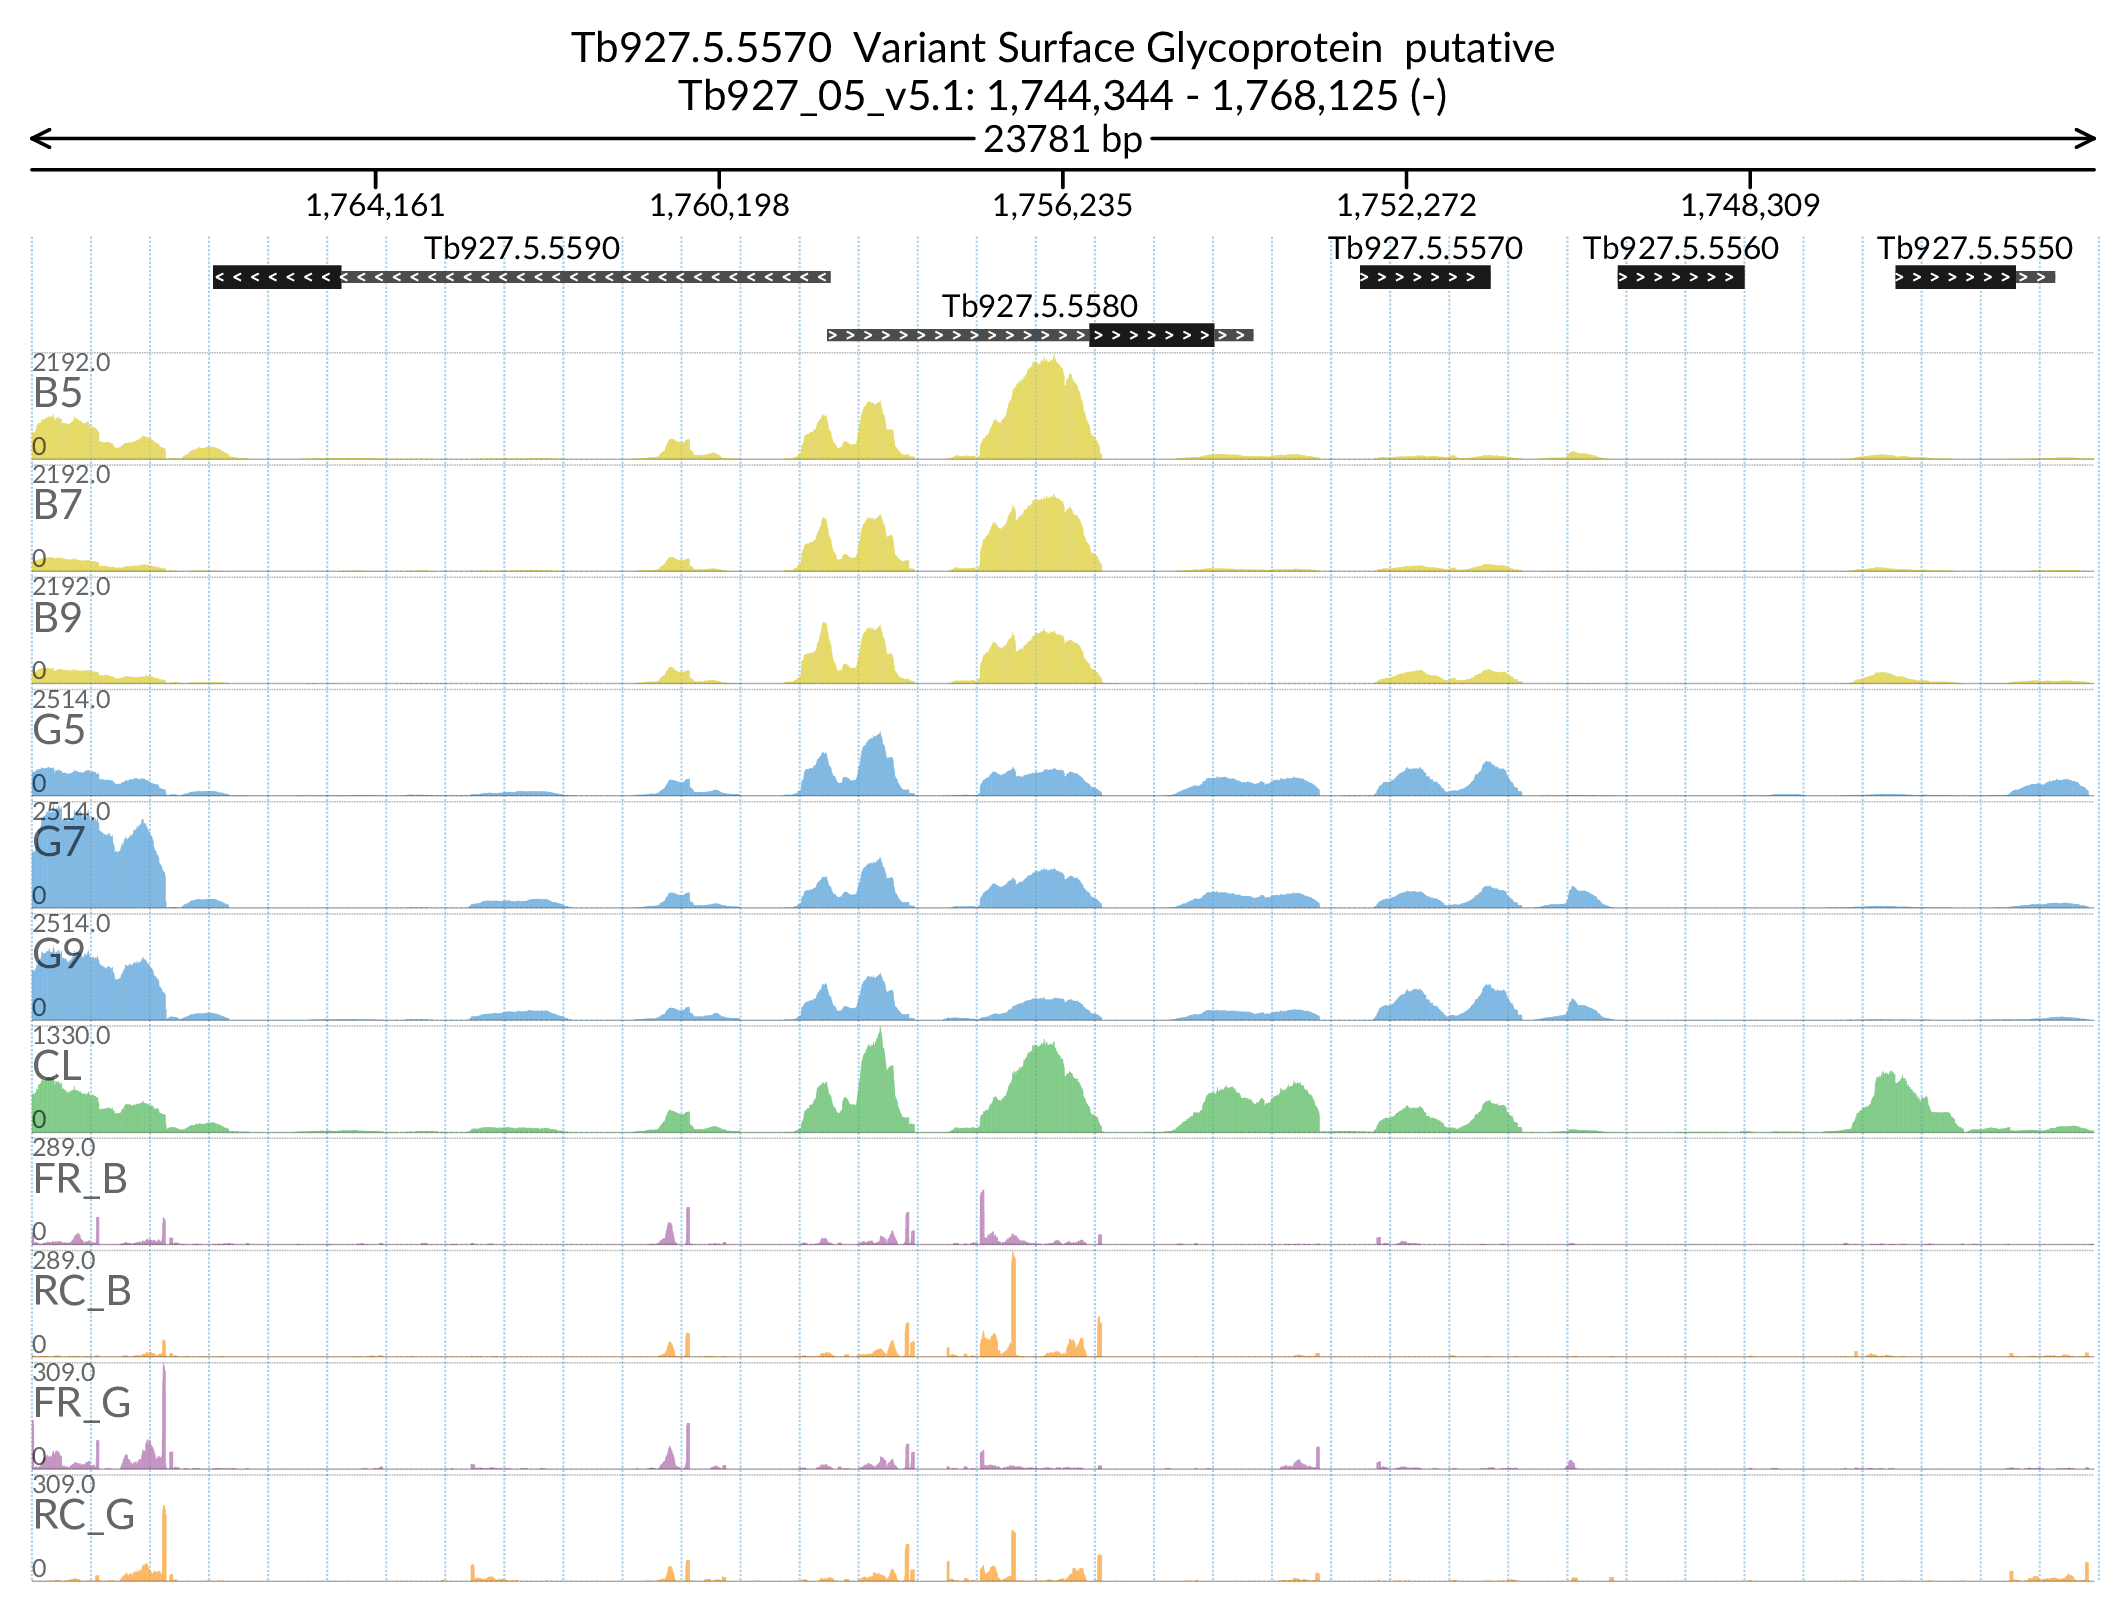 Tb927.5.5570 Variant Surface Glycoprotein putative
Tb927_05_v5.1: 1,744,344 - 1,768,125 (-)
23781 bp
1,764,161 1,760,198 1,756,235 1,752,272 1,748,309
Tb927.5.5590 Tb927.5.5570 Tb927.5.5560 Tb927.5.5550
Tb927.5.5580
2192.0
B5
0
2192.0
B7
0
2192.0
B9
0
2514.0
G5
0
2514.0
G7
0
2514.0
G9
0
1330.0
CL
0
289.0
FR_B
0
289.0
RC_B
0
309.0
FR_G
0
309.0
RC_G
0